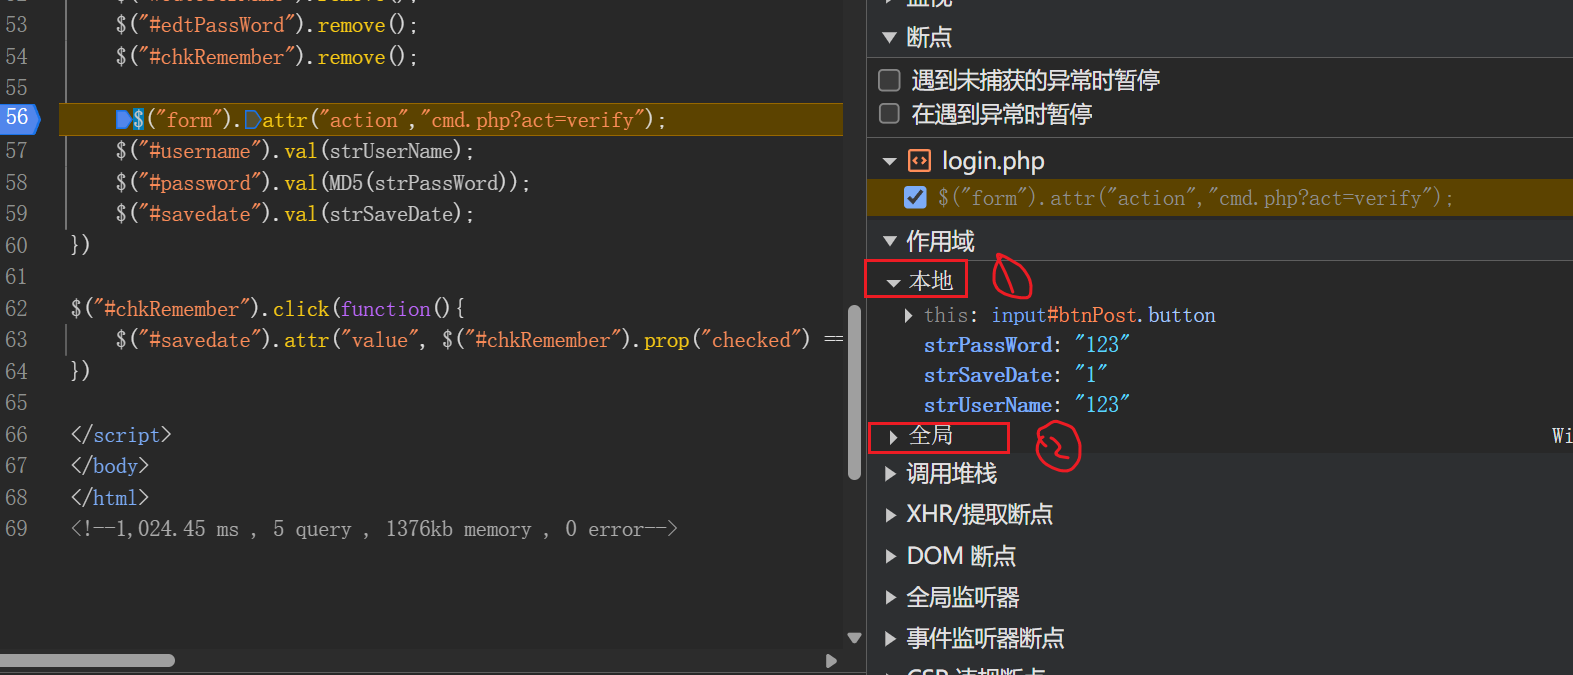 53 $("#edtPassWord").remove();
54 $("#chkRemember").remove();
55
56 $("form").attr("action","cmd.php?act=verify");
57 $("#username").val(strUserName);
58 $("#password").val(MD5(strPassWord));
59 $("#savedate").val(strSaveDate);
60 })
61
62 $("#chkRemember").click(function(){
63 $("#savedate").attr("value", $("#chkRemember").prop("checked") ==
64 })
65
66 </script>
67 </body>
68 </html>
69 <!--1,024.45 ms , 5 query , 1376kb memory , 0 error-->
监视
断点
遇到未捕获的异常时暂停
在遇到异常时暂停
login.php
$("form").attr("action","cmd.php?act=verify");
作用域
本地 1
this: input#btnPost.button
strPassWord: "123"
strSaveDate: "1"
strUserName: "123"
全局 2 Wi
调用堆栈
XHR/提取断点
DOM 断点
全局监听器
事件监听器断点